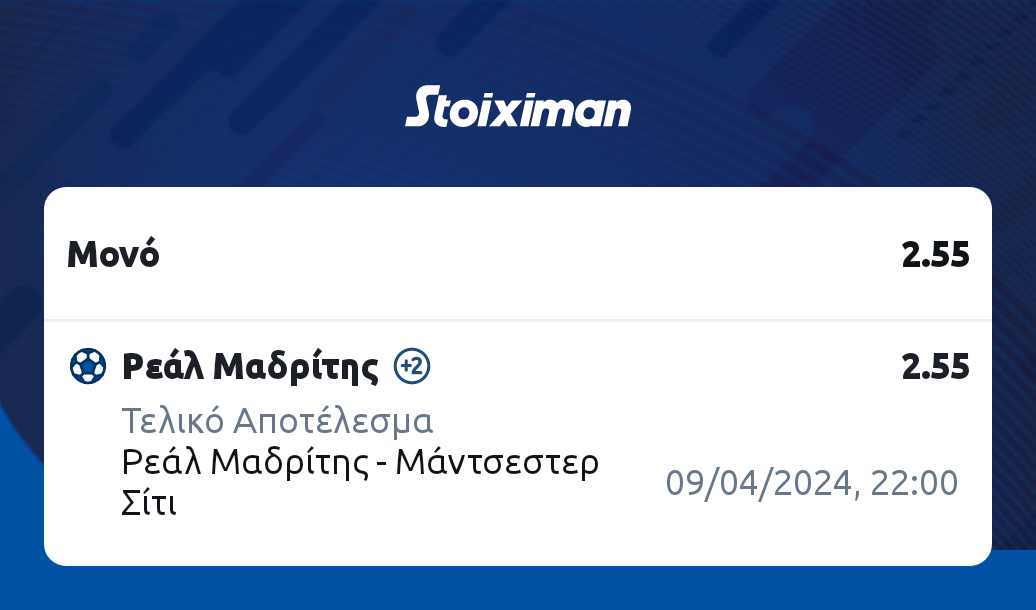 Stoiximan
Μονό 2.55
Ρεάλ Μαδρίτης +2 2.55
Τελικό Αποτέλεσμα
Ρεάλ Μαδρίτης - Μάντσεστερ
Σίτι
09/04/2024, 22:00